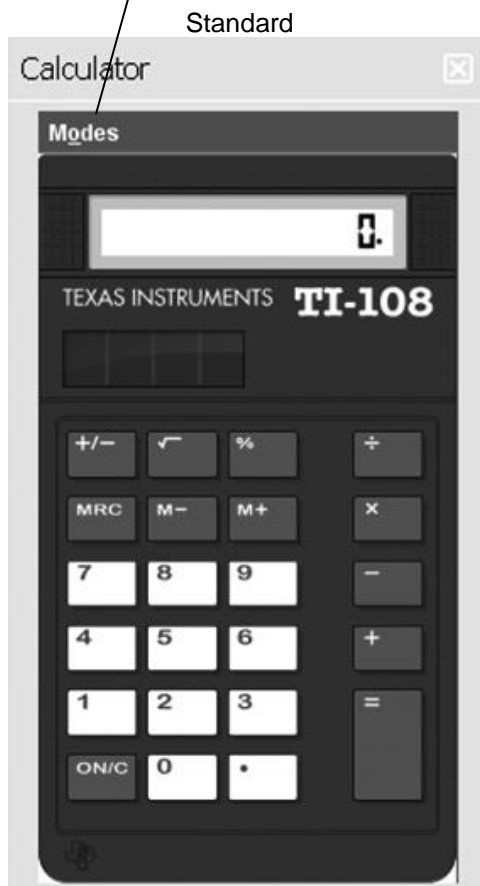 Standard
Calculator
Modes
0.
TEXAS INSTRUMENTS TI-108
+/− √ % ÷
MRC M− M+ ×
7 8 9 −
4 5 6 +
1 2 3 =
ON/C 0 .